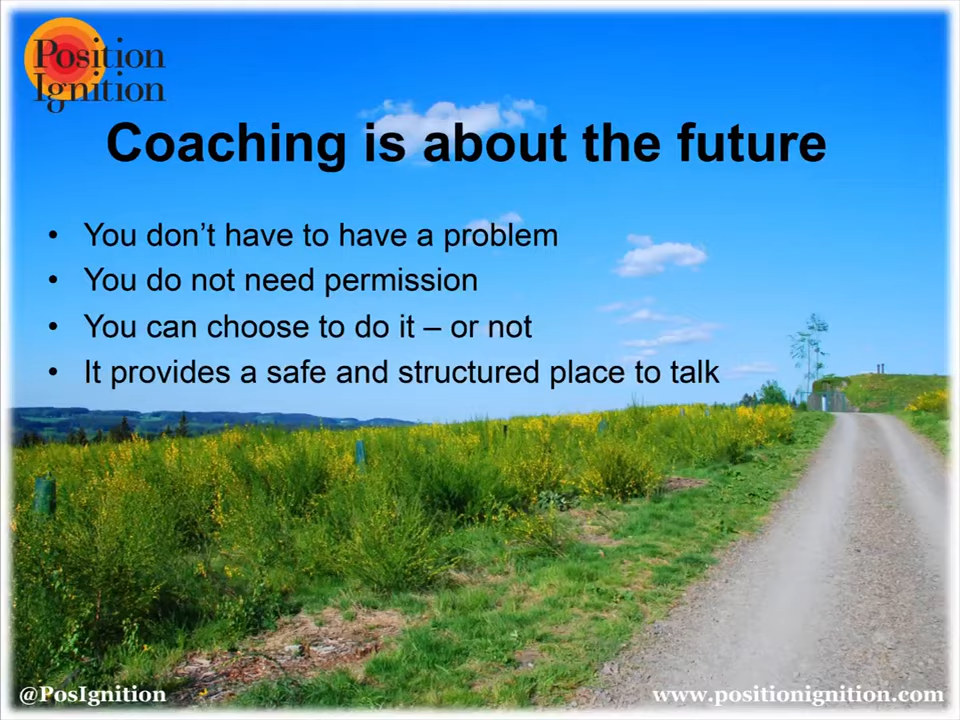 Position
Ignition
Coaching is about the future
• You don’t have to have a problem
• You do not need permission
• You can choose to do it – or not
• It provides a safe and structured place to talk
@PosIgnition
www.positionignition.com